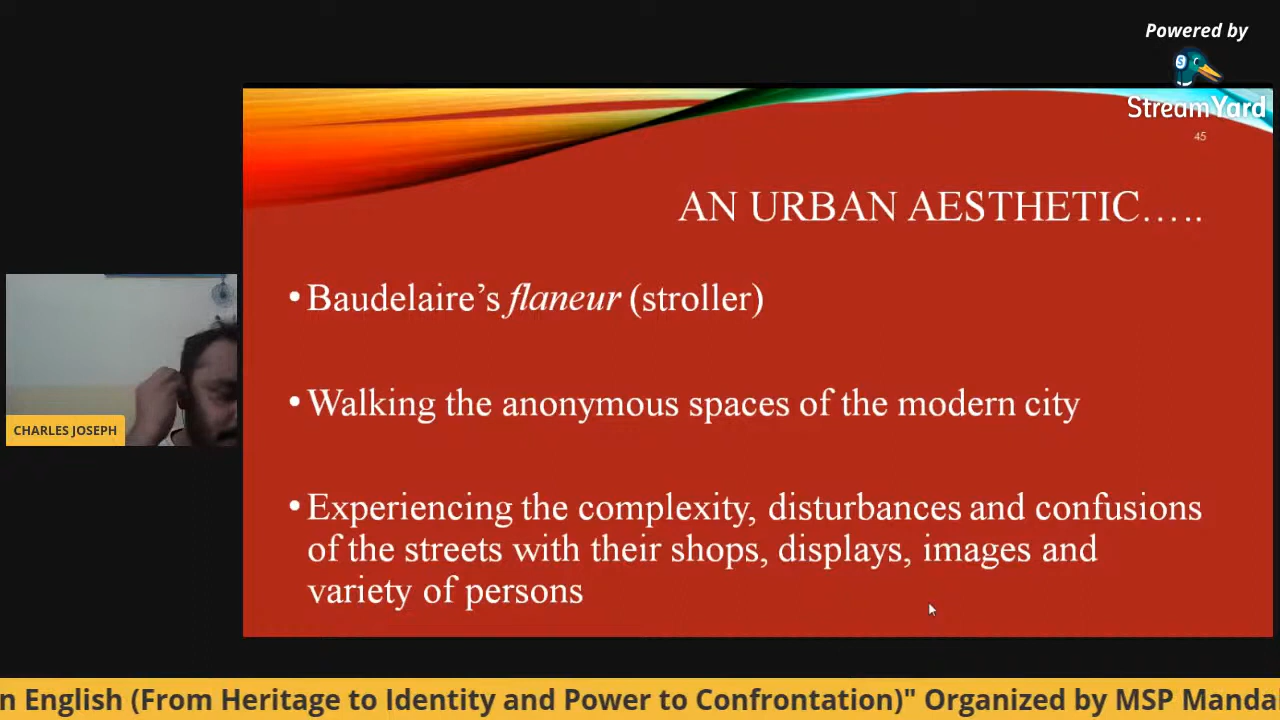 Powered by
StreamYard
45
AN URBAN AESTHETIC.....
• Baudelaire’s flaneur (stroller)
• Walking the anonymous spaces of the modern city
• Experiencing the complexity, disturbances and confusions
of the streets with their shops, displays, images and
variety of persons
CHARLES JOSEPH
n English (From Heritage to Identity and Power to Confrontation)" Organized by MSP Manda